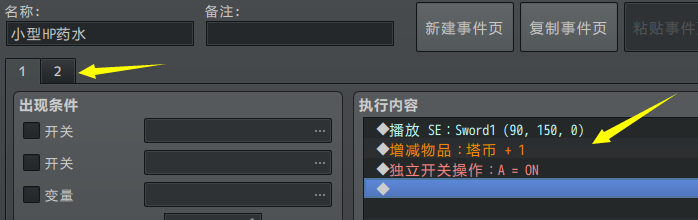 名称:
备注:
小型HP药水
新建事件页
复制事件页
粘贴事件
1
2
出现条件
执行内容
开关
...
◆播放 SE：Sword1 (90, 150, 0)
◆增减物品：塔币 + 1
开关
...
◆独立开关操作：A = ON
◆
变量
...